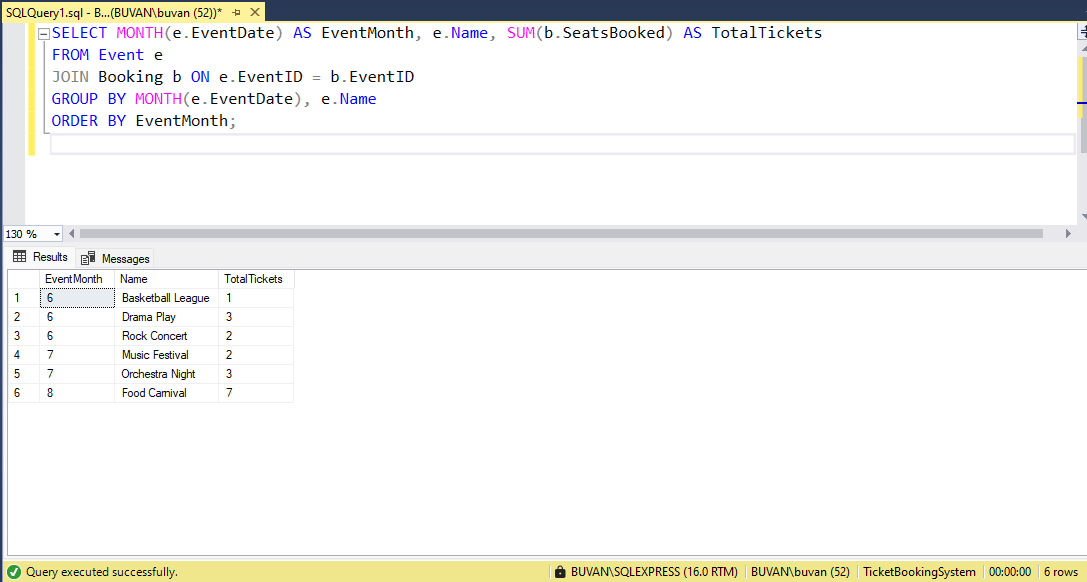 SQLQuery1.sql - B...(BUVAN\buvan (52))*
SELECT MONTH(e.EventDate) AS EventMonth, e.Name, SUM(b.SeatsBooked) AS TotalTickets
FROM Event e
JOIN Booking b ON e.EventID = b.EventID
GROUP BY MONTH(e.EventDate), e.Name
ORDER BY EventMonth;
130 %
Results Messages
EventMonth Name TotalTickets
1 6 Basketball League 1
2 6 Drama Play 3
3 6 Rock Concert 2
4 7 Music Festival 2
5 7 Orchestra Night 3
6 8 Food Carnival 7
Query executed successfully. BUVAN\SQLEXPRESS (16.0 RTM) BUVAN\buvan (52) TicketBookingSystem 00:00:00 6 rows